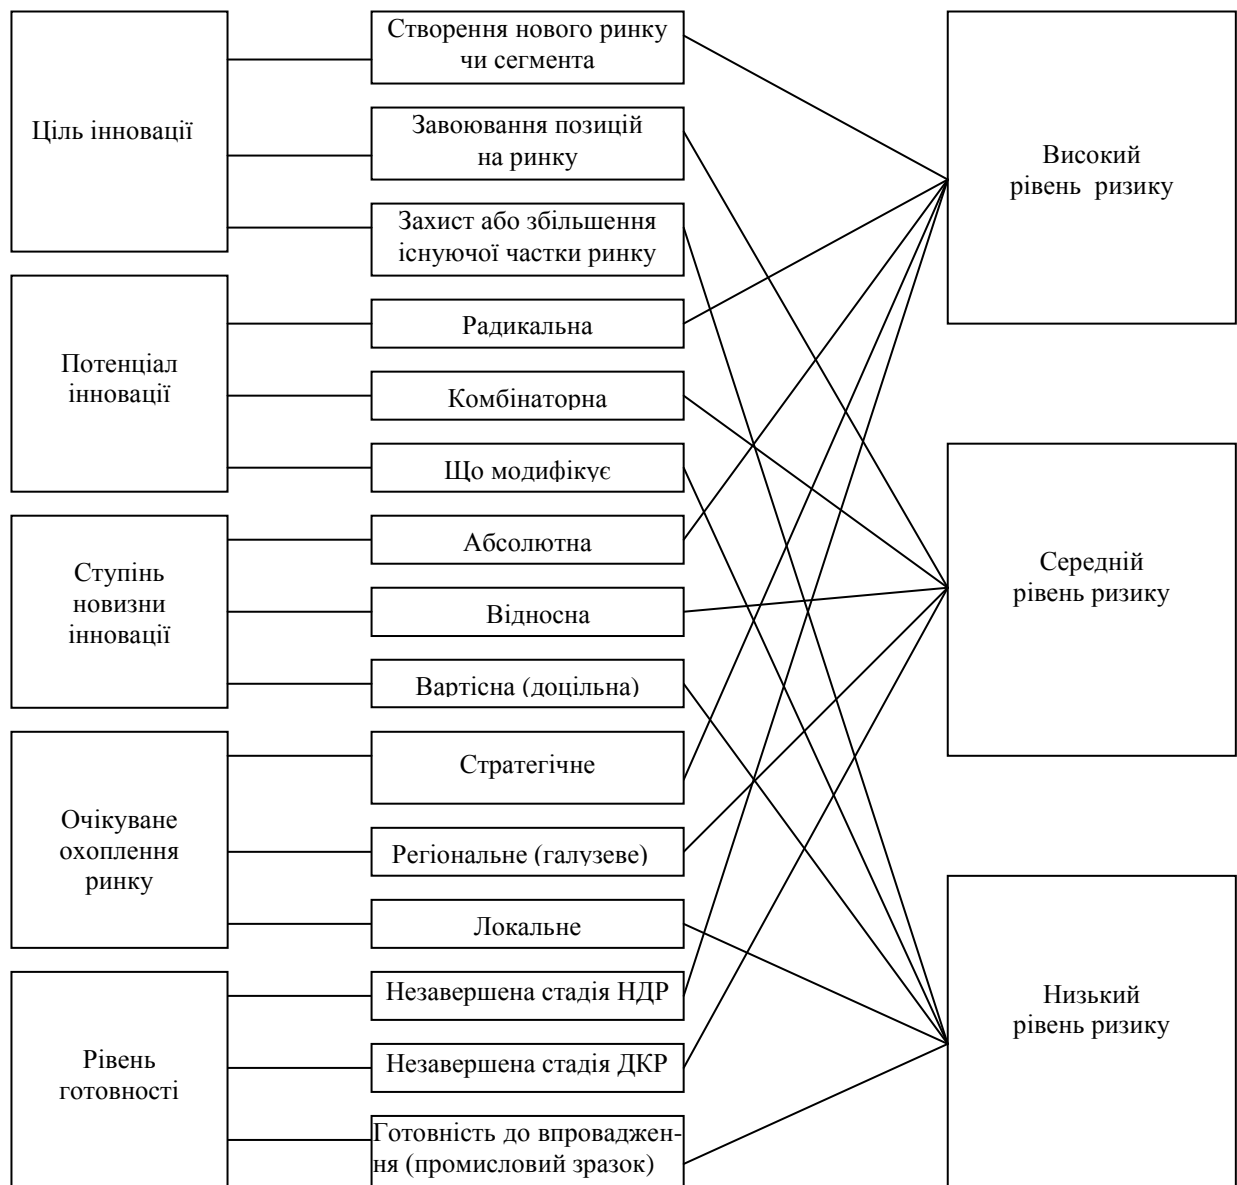 Ціль інновації
Створення нового ринку
чи сегмента
Завоювання позицій
на ринку
Захист або збільшення
існуючої частки ринку
Потенціал
інновації
Радикальна
Комбінаторна
Що модифікує
Ступінь
новизни
інновації
Абсолютна
Відносна
Вартісна (доцільна)
Очікуване
охоплення
ринку
Стратегічне
Регіональне (галузеве)
Локальне
Рівень
готовності
Незавершена стадія НДР
Незавершена стадія ДКР
Готовність до впроваджен-
ня (промисловий зразок)
Високий
рівень ризику
Середній
рівень ризику
Низький
рівень ризику